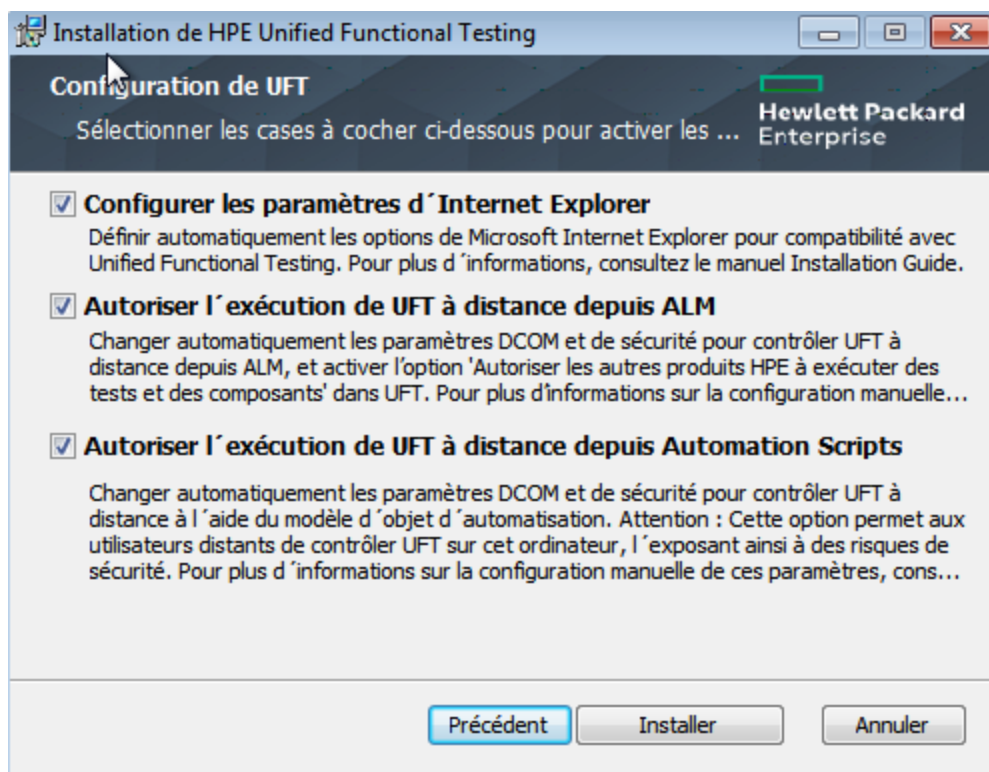 Installation de HPE Unified Functional Testing
Configuration de UFT
Sélectionner les cases à cocher ci-dessous pour activer les ...
Hewlett Packard
Enterprise
Configurer les paramètres d´Internet Explorer
Définir automatiquement les options de Microsoft Internet Explorer pour compatibilité avec
Unified Functional Testing. Pour plus d´informations, consultez le manuel Installation Guide.
Autoriser l´exécution de UFT à distance depuis ALM
Changer automatiquement les paramètres DCOM et de sécurité pour contrôler UFT à
distance depuis ALM, et activer l'option 'Autoriser les autres produits HPE à exécuter des
tests et des composants' dans UFT. Pour plus d'informations sur la configuration manuelle...
Autoriser l´exécution de UFT à distance depuis Automation Scripts
Changer automatiquement les paramètres DCOM et de sécurité pour contrôler UFT à
distance à l´aide du modèle d´objet d´automatisation. Attention : Cette option permet aux
utilisateurs distants de contrôler UFT sur cet ordinateur, l´exposant ainsi à des risques de
sécurité. Pour plus d´informations sur la configuration manuelle de ces paramètres, cons...
Précédent
Installer
Annuler